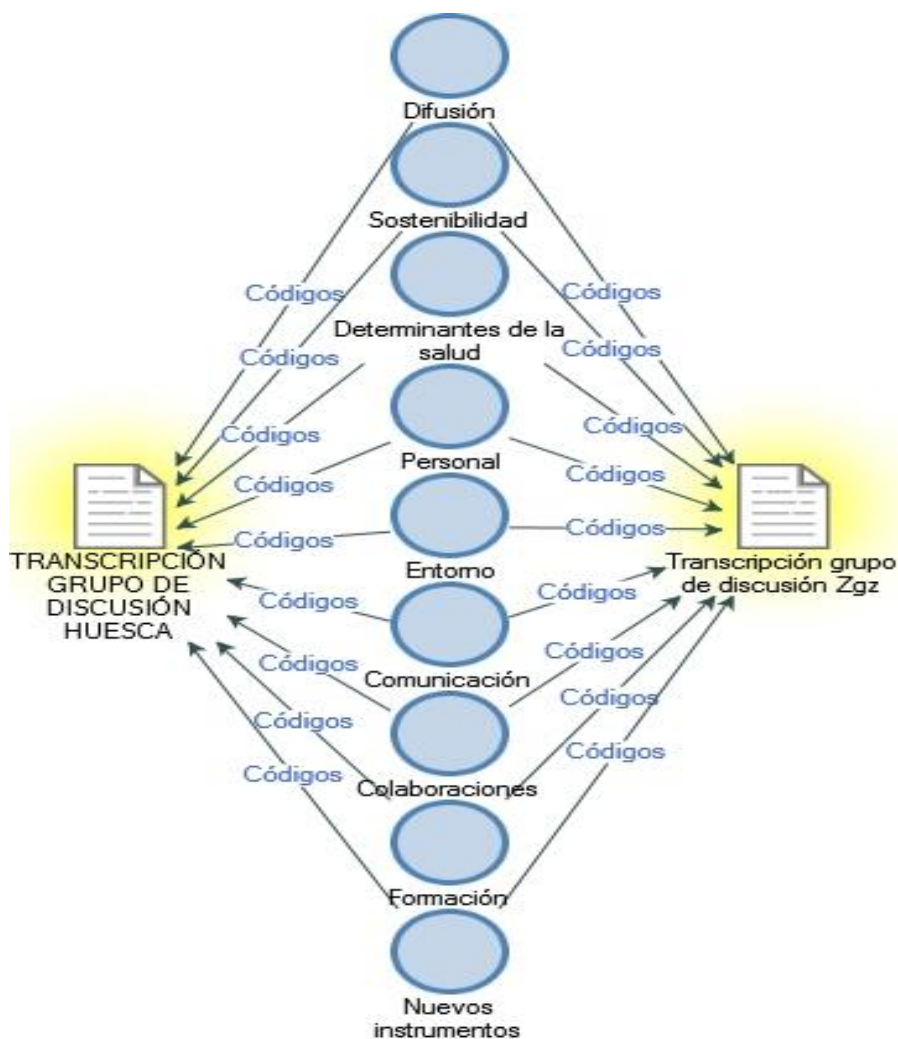 Difusión
Sostenibilidad
Códigos
Códigos
Determinantes de la
salud
Códigos
Códigos
Códigos
Códigos
Personal
Códigos
Códigos
Entorno
Códigos
Códigos
TRANSCRIPCIÓN
GRUPO DE
DISCUSIÓN
HUESCA
Transcripción grupo
de discusión Zgz
Códigos
Códigos
Comunicación
Códigos
Códigos
Colaboraciones
Códigos
Códigos
Códigos
Códigos
Formación
Nuevos
instrumentos